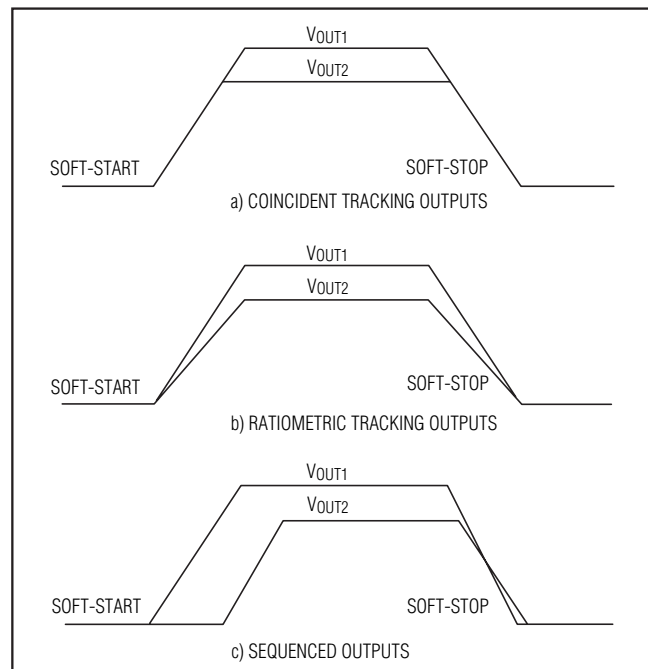 VOUT1
VOUT2
SOFT-START
SOFT-STOP
a) COINCIDENT TRACKING OUTPUTS
VOUT1
VOUT2
SOFT-START
SOFT-STOP
b) RATIOMETRIC TRACKING OUTPUTS
VOUT1
VOUT2
SOFT-START
SOFT-STOP
c) SEQUENCED OUTPUTS